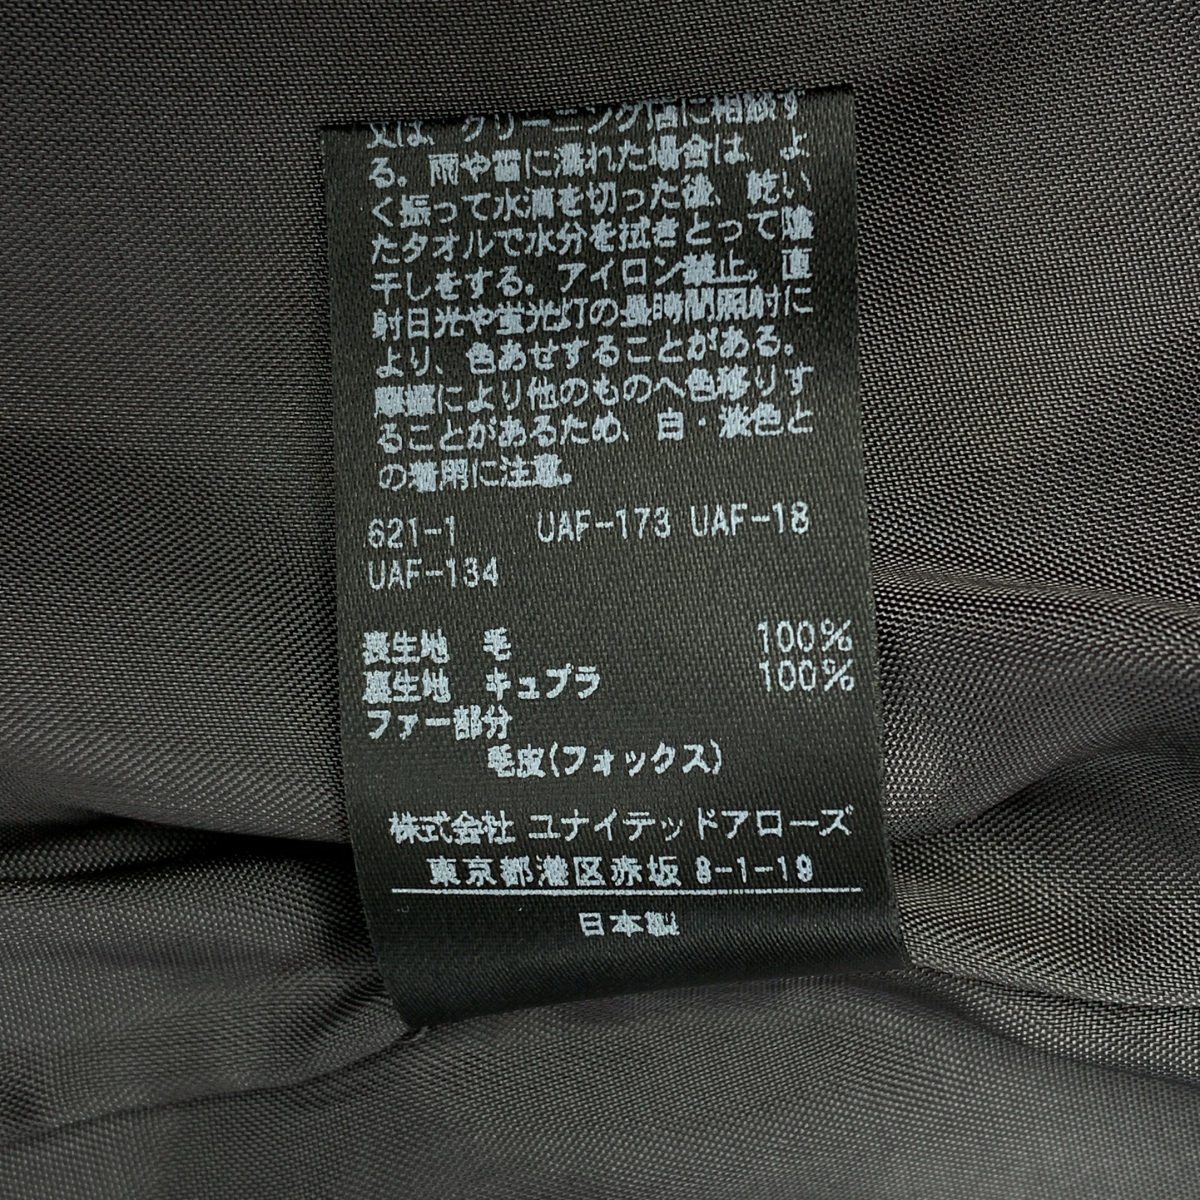 又は、クリーニング店に相談す
る。雨や雪に濡れた場合は、よ
く振って水滴を切った後、乾い
たタオルで水分を拭きとって陰
干しをする。アイロン禁止。直
射日光や蛍光灯の長時間照射に
より、色あせすることがある。
摩擦により他のものへ色移りす
ることがあるため、白・淡色と
の着用に注意。
621-1 UAF-173 UAF-18
UAF-134
表生地 毛 100%
裏生地 キュプラ 100%
ファー部分
毛皮(フォックス)
株式会社 ユナイテッドアローズ
東京都港区赤坂 8-1-19
日本製